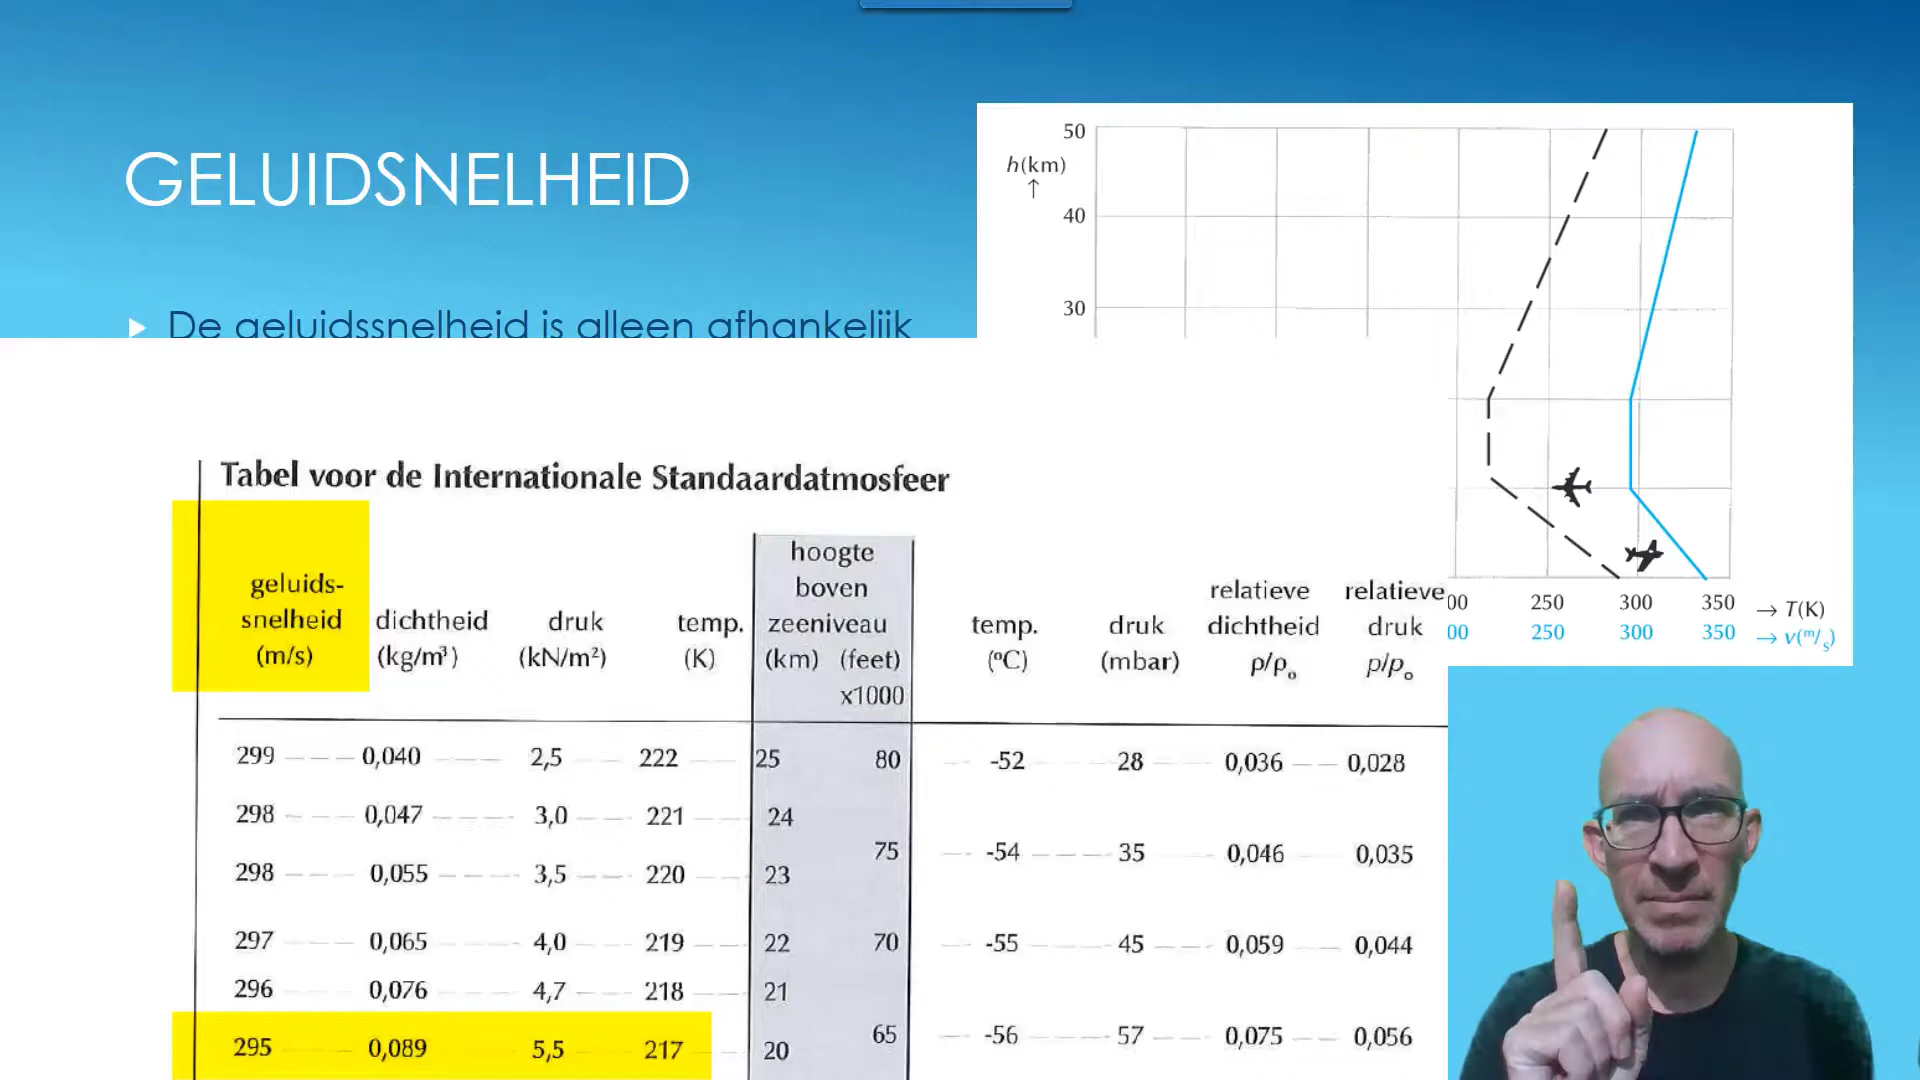 GELUIDSNELHEID
De geluidssnelheid is alleen afhankelijk
50
h(km)
↑
40
30
00 250 300 350 → T(K)
00 250 300 350 → v(m/s)
Tabel voor de Internationale Standaardatmosfeer
geluids-
snelheid
(m/s)
dichtheid
(kg/m³)
druk
(kN/m²)
temp.
(K)
hoogte
boven
zeeniveau
(km) (feet)
x1000
temp.
(ºC)
druk
(mbar)
relatieve
dichtheid
ρ/ρ₀
relatieve
druk
p/p₀
299 0,040 2,5 222 25 80 -52 28 0,036 0,028
298 0,047 3,0 221 24
75 -54 35 0,046 0,035
298 0,055 3,5 220 23
297 0,065 4,0 219 22 70 -55 45 0,059 0,044
296 0,076 4,7 218 21
65 -56 57 0,075 0,056
295 0,089 5,5 217 20